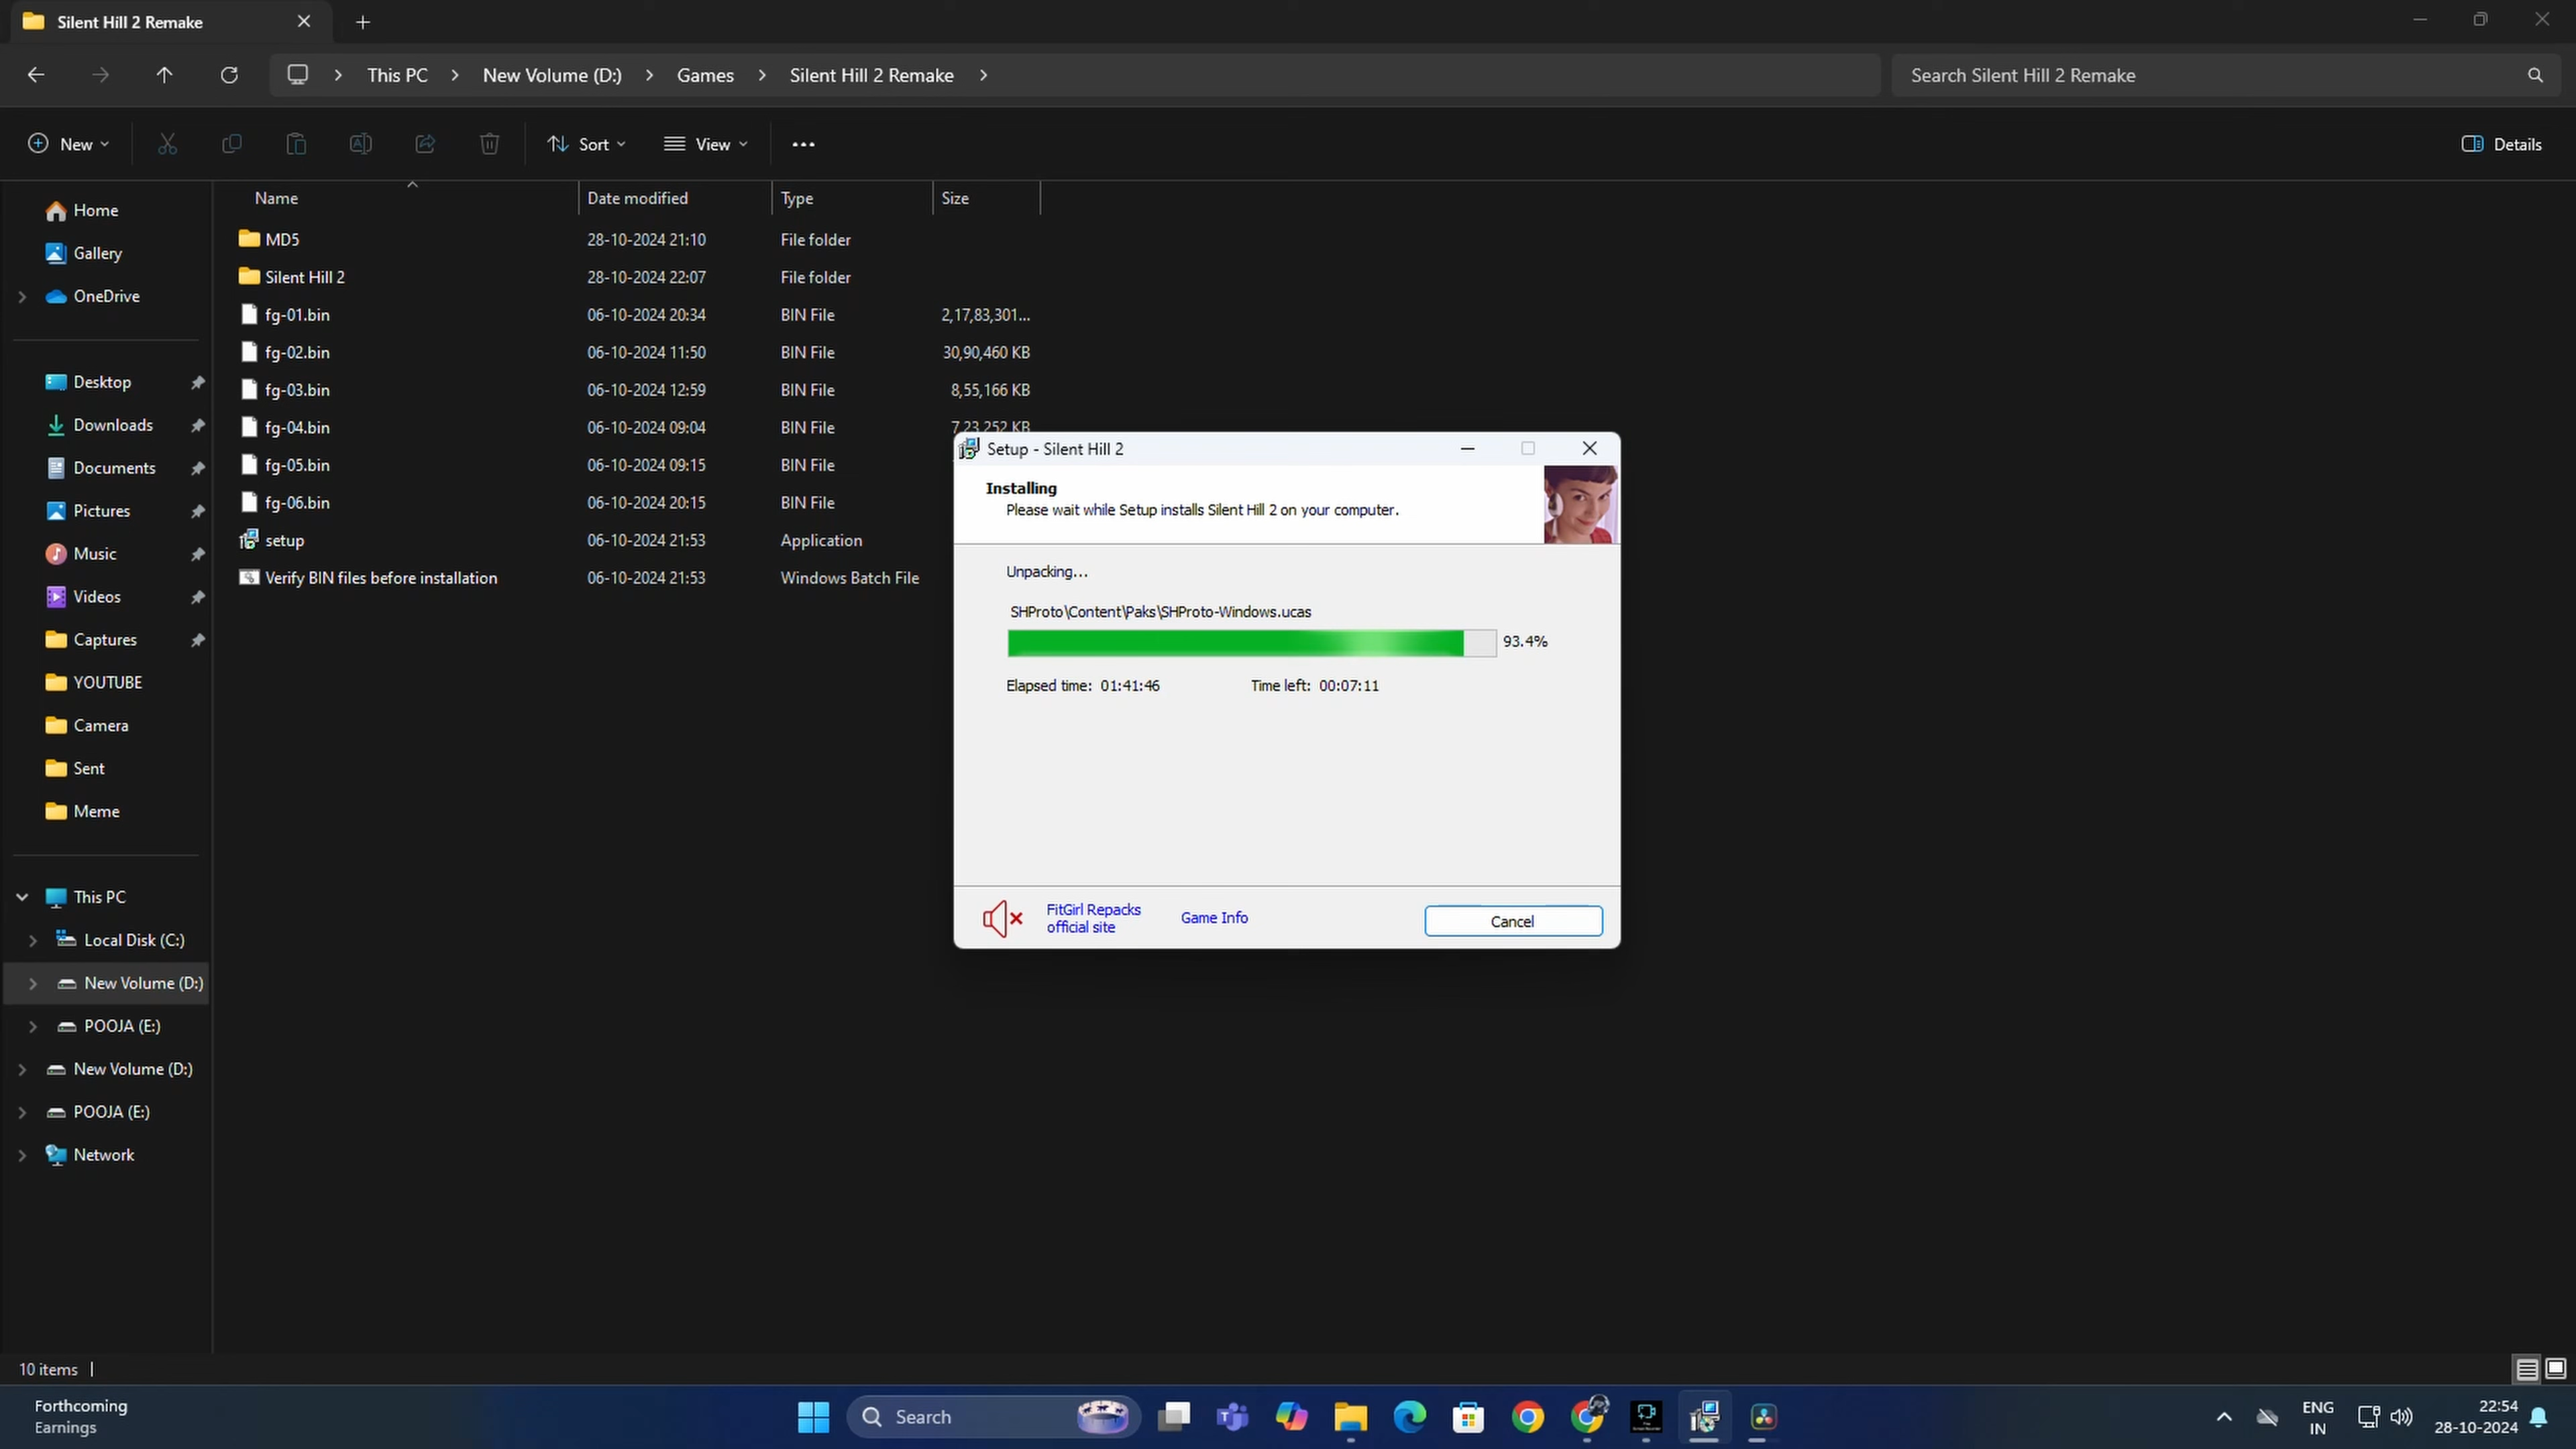 Silent Hill 2 Remake
This PC
New Volume (D:)
Games
Silent Hill 2 Remake
Search Silent Hill 2 Remake
New
Sort
View
Details
Name Date modified Type Size
Home
Gallery
OneDrive
Desktop
Downloads
Documents
Pictures
Music
Videos
Captures
YOUTUBE
Camera
Sent
Meme
This PC
Local Disk (C:)
New Volume (D:)
POOJA (E:)
New Volume (D:)
POOJA (E:)
Network
MD5 28-10-2024 21:10 File folder
Silent Hill 2 28-10-2024 22:07 File folder
fg-01.bin 06-10-2024 20:34 BIN File 2,17,83,301...
fg-02.bin 06-10-2024 11:50 BIN File 30,90,460 KB
fg-03.bin 06-10-2024 12:59 BIN File 8,55,166 KB
fg-04.bin 06-10-2024 09:04 BIN File 7,23,252 KB
fg-05.bin 06-10-2024 09:15 BIN File
fg-06.bin 06-10-2024 20:15 BIN File
setup 06-10-2024 21:53 Application
Verify BIN files before installation 06-10-2024 21:53 Windows Batch File
Setup - Silent Hill 2
Installing
Please wait while Setup installs Silent Hill 2 on your computer.
Unpacking...
SHProto\Content\Paks\SHProto-Windows.ucas
93.4%
Elapsed time: 01:41:46 Time left: 00:07:11
FitGirl Repacks
official site
Game Info
Cancel
10 items
Forthcoming
Earnings
Search
ENG
IN
22:54
28-10-2024